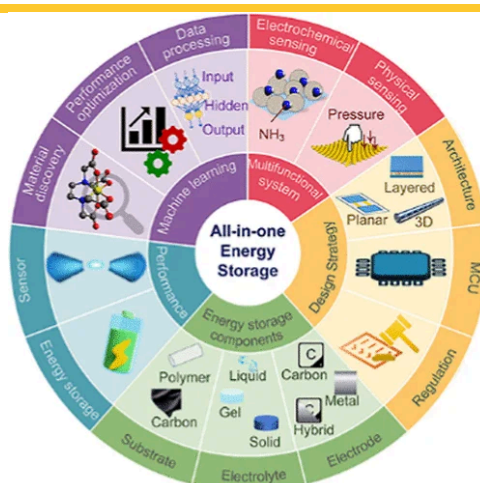 Data
processing
Electrochemical
sensing
Performance
optimization
Physical
sensing
Input
Hidden
Output
NH3
Pressure
Material
discovery
Architecture
Machine learning
Multifunctional
system
Layered
Planar
3D
All-in-one
Energy
Storage
Sensor
Performance
Design Strategy
MCU
Energy storage
components
Energy storage
Regulation
Polymer
Carbon
Liquid
Gel
Solid
C
Carbon
Metal
C
Hybrid
Substrate
Electrolyte
Electrode